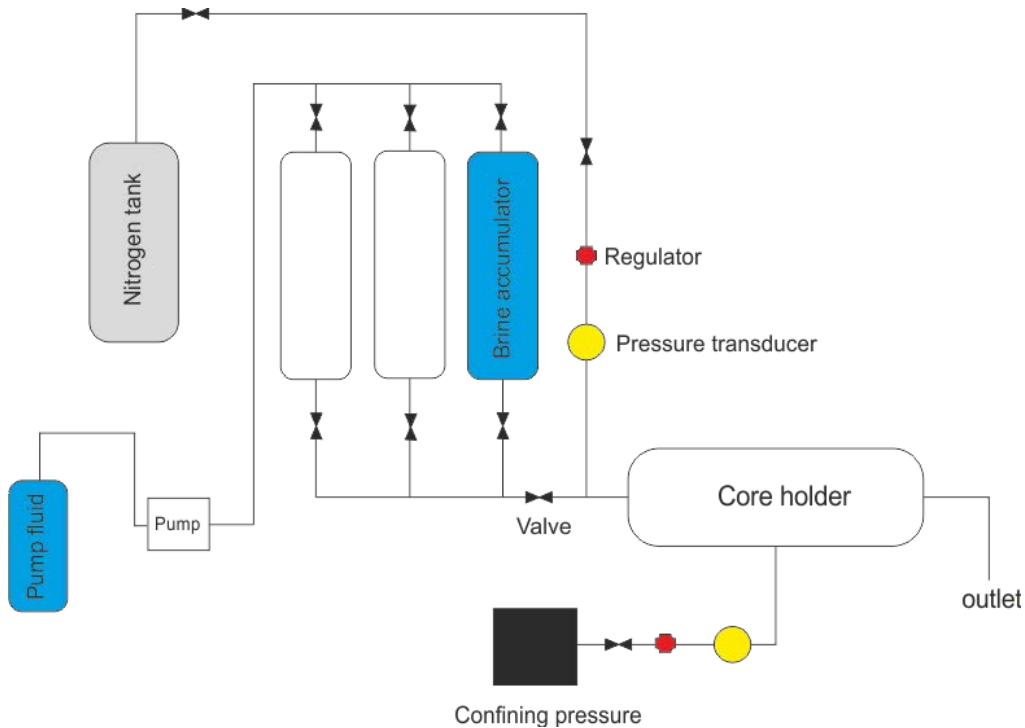 Nitrogen tank
Brine accumulator
Regulator
Pressure transducer
Pump fluid
Pump
Valve
Core holder
outlet
Confining pressure